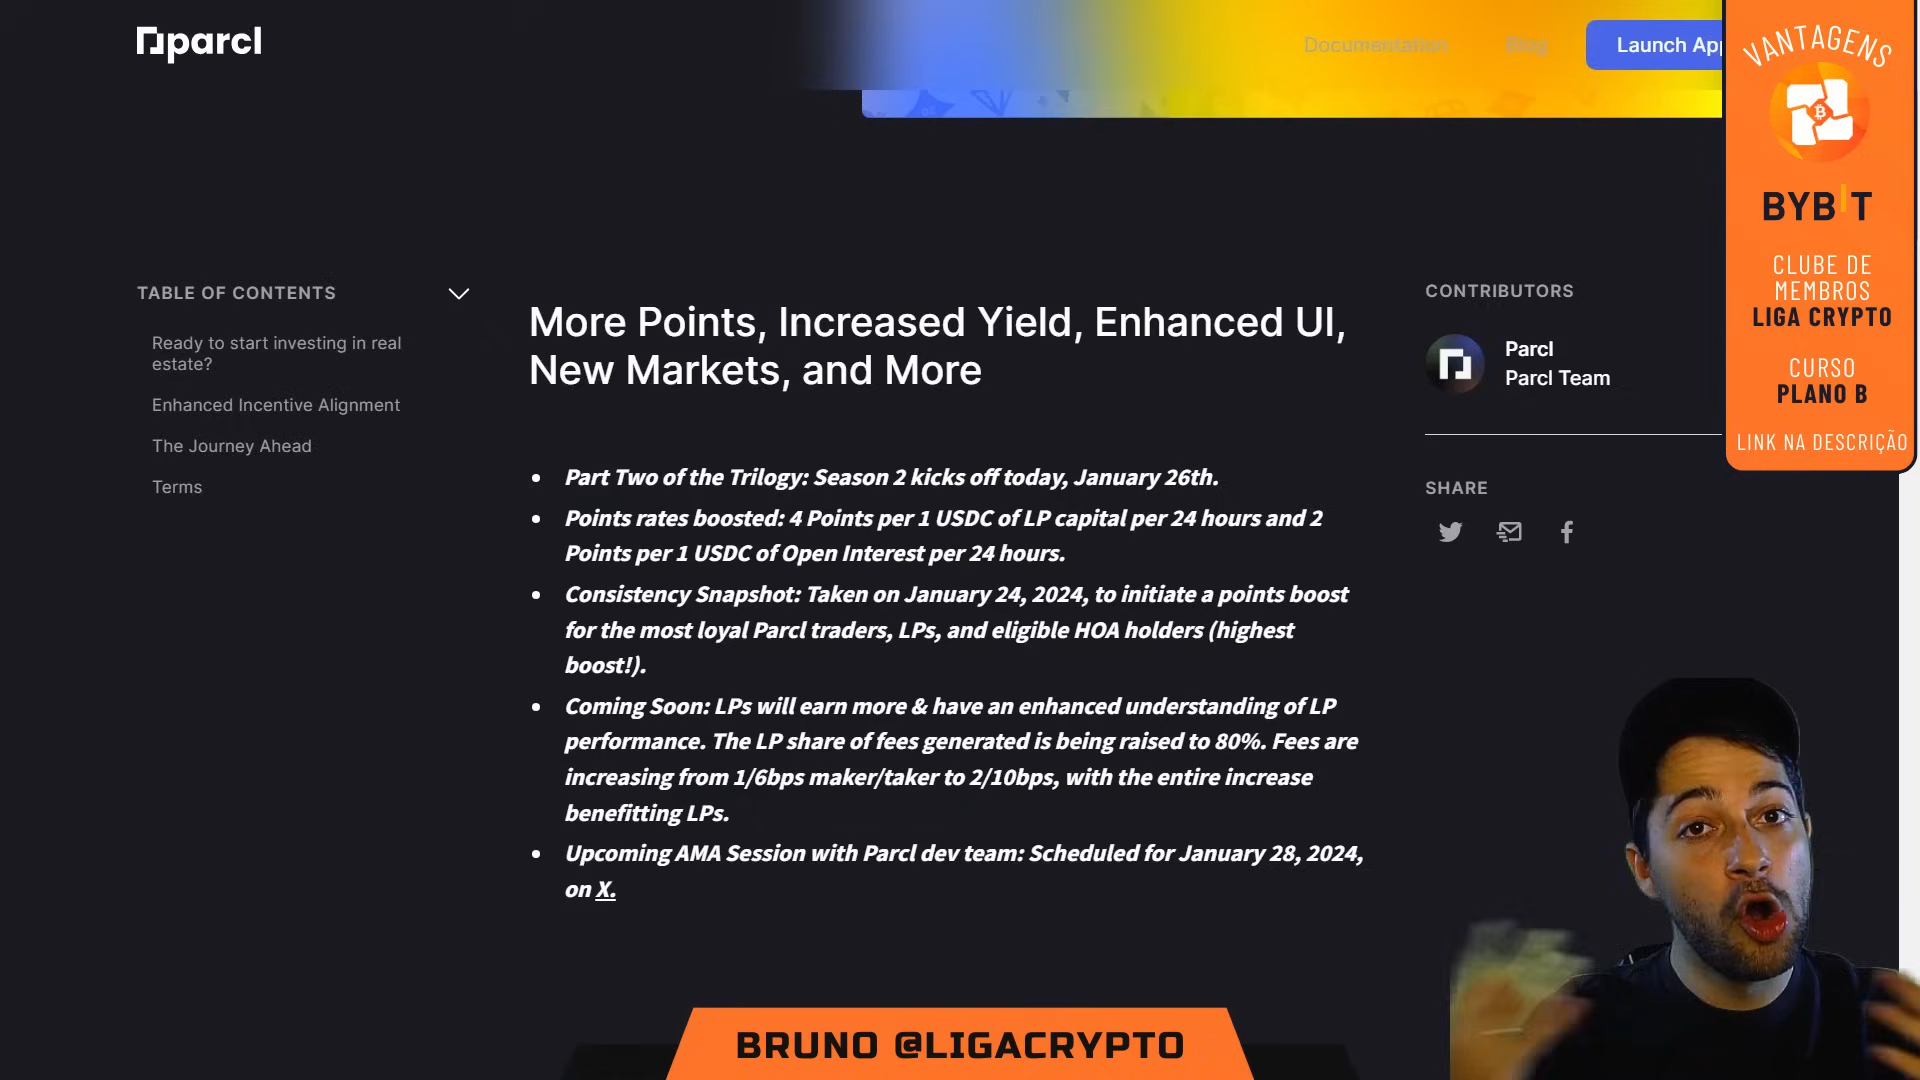 parcl
Documentation
Blog
Launch App
VANTAGENS
BYBIT
CLUBE DE
MEMBROS
LIGA CRYPTO
CURSO
PLANO B
LINK NA DESCRIÇÃO
TABLE OF CONTENTS
Ready to start investing in real
estate?
Enhanced Incentive Alignment
The Journey Ahead
Terms
More Points, Increased Yield, Enhanced UI,
New Markets, and More
• Part Two of the Trilogy: Season 2 kicks off today, January 26th.
• Points rates boosted: 4 Points per 1 USDC of LP capital per 24 hours and 2
Points per 1 USDC of Open Interest per 24 hours.
• Consistency Snapshot: Taken on January 24, 2024, to initiate a points boost
for the most loyal Parcl traders, LPs, and eligible HOA holders (highest
boost!).
• Coming Soon: LPs will earn more & have an enhanced understanding of LP
performance. The LP share of fees generated is being raised to 80%. Fees are
increasing from 1/6bps maker/taker to 2/10bps, with the entire increase
benefitting LPs.
• Upcoming AMA Session with Parcl dev team: Scheduled for January 28, 2024,
on X.
CONTRIBUTORS
Parcl
Parcl Team
SHARE
BRUNO @LIGACRYPTO